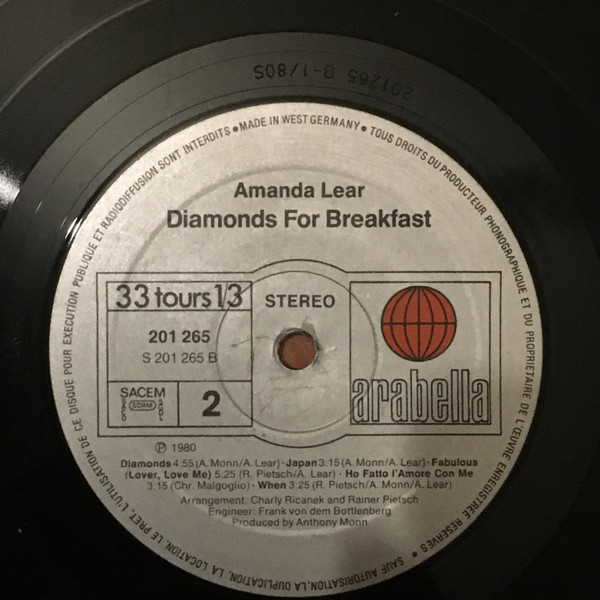 201265 B-1/80S
SONT INTERDITS • MADE IN WEST GERMANY • TOUS DROITS DU PRODUCTEUR PHONOGRAPHIQUE ET DU PROPRIETAIRE DE L'ŒUVRE ENREGISTREE RESERVES • SAUF AUTORISATION, LA DUPLICATION, LA LOCATION, LE PRET, L'UTILISATION DE CE DISQUE POUR EXECUTION PUBLIQUE ET RADIODIFFUSION
Amanda Lear
Diamonds For Breakfast
33 tours 1/3
STEREO
201 265
S 201 265 B
SACEM
SDRM
2
arabella
℗ 1980
Diamonds 4:55 (A. Monn/A. Lear) · Japan 3.15 (A. Monn/A. Lear) · Fabulous
(Lover, Love Me) 5:25 (R. Pietsch/A. Lear) · Ho Fatto l'Amore Con Me
3:15 (Chr. Malgoglio) · When 3:25 (R. Pietsch/A. Lear)
Arrangement: Charly Ricanek and Rainer Pietsch
Engineer: Frank von dem Bottlenberg
Produced by Anthony Monn